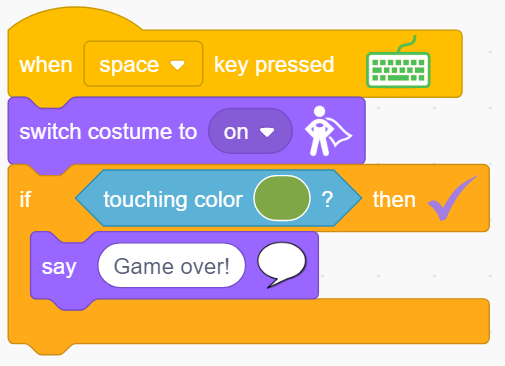 when space key pressed
switch costume to on
if touching color ? then
say Game over!